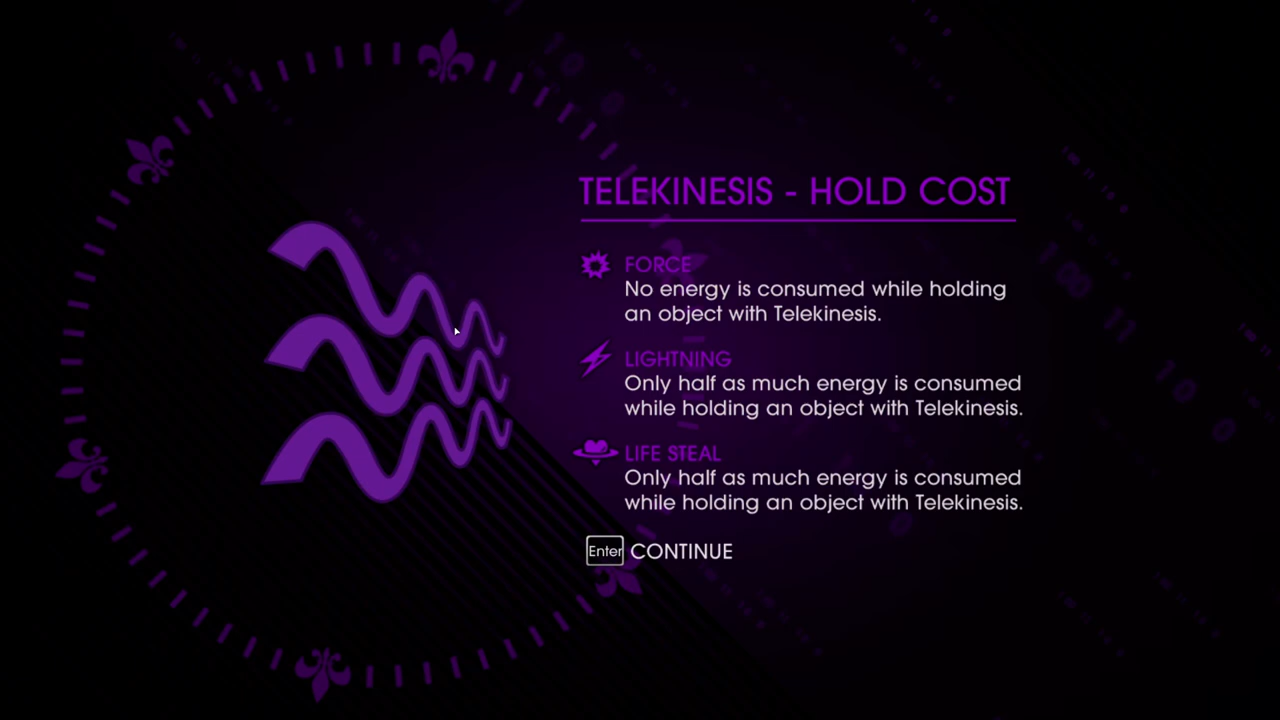 TELEKINESIS - HOLD COST
FORCE
No energy is consumed while holding
an object with Telekinesis.
LIGHTNING
Only half as much energy is consumed
while holding an object with Telekinesis.
LIFE STEAL
Only half as much energy is consumed
while holding an object with Telekinesis.
Enter CONTINUE